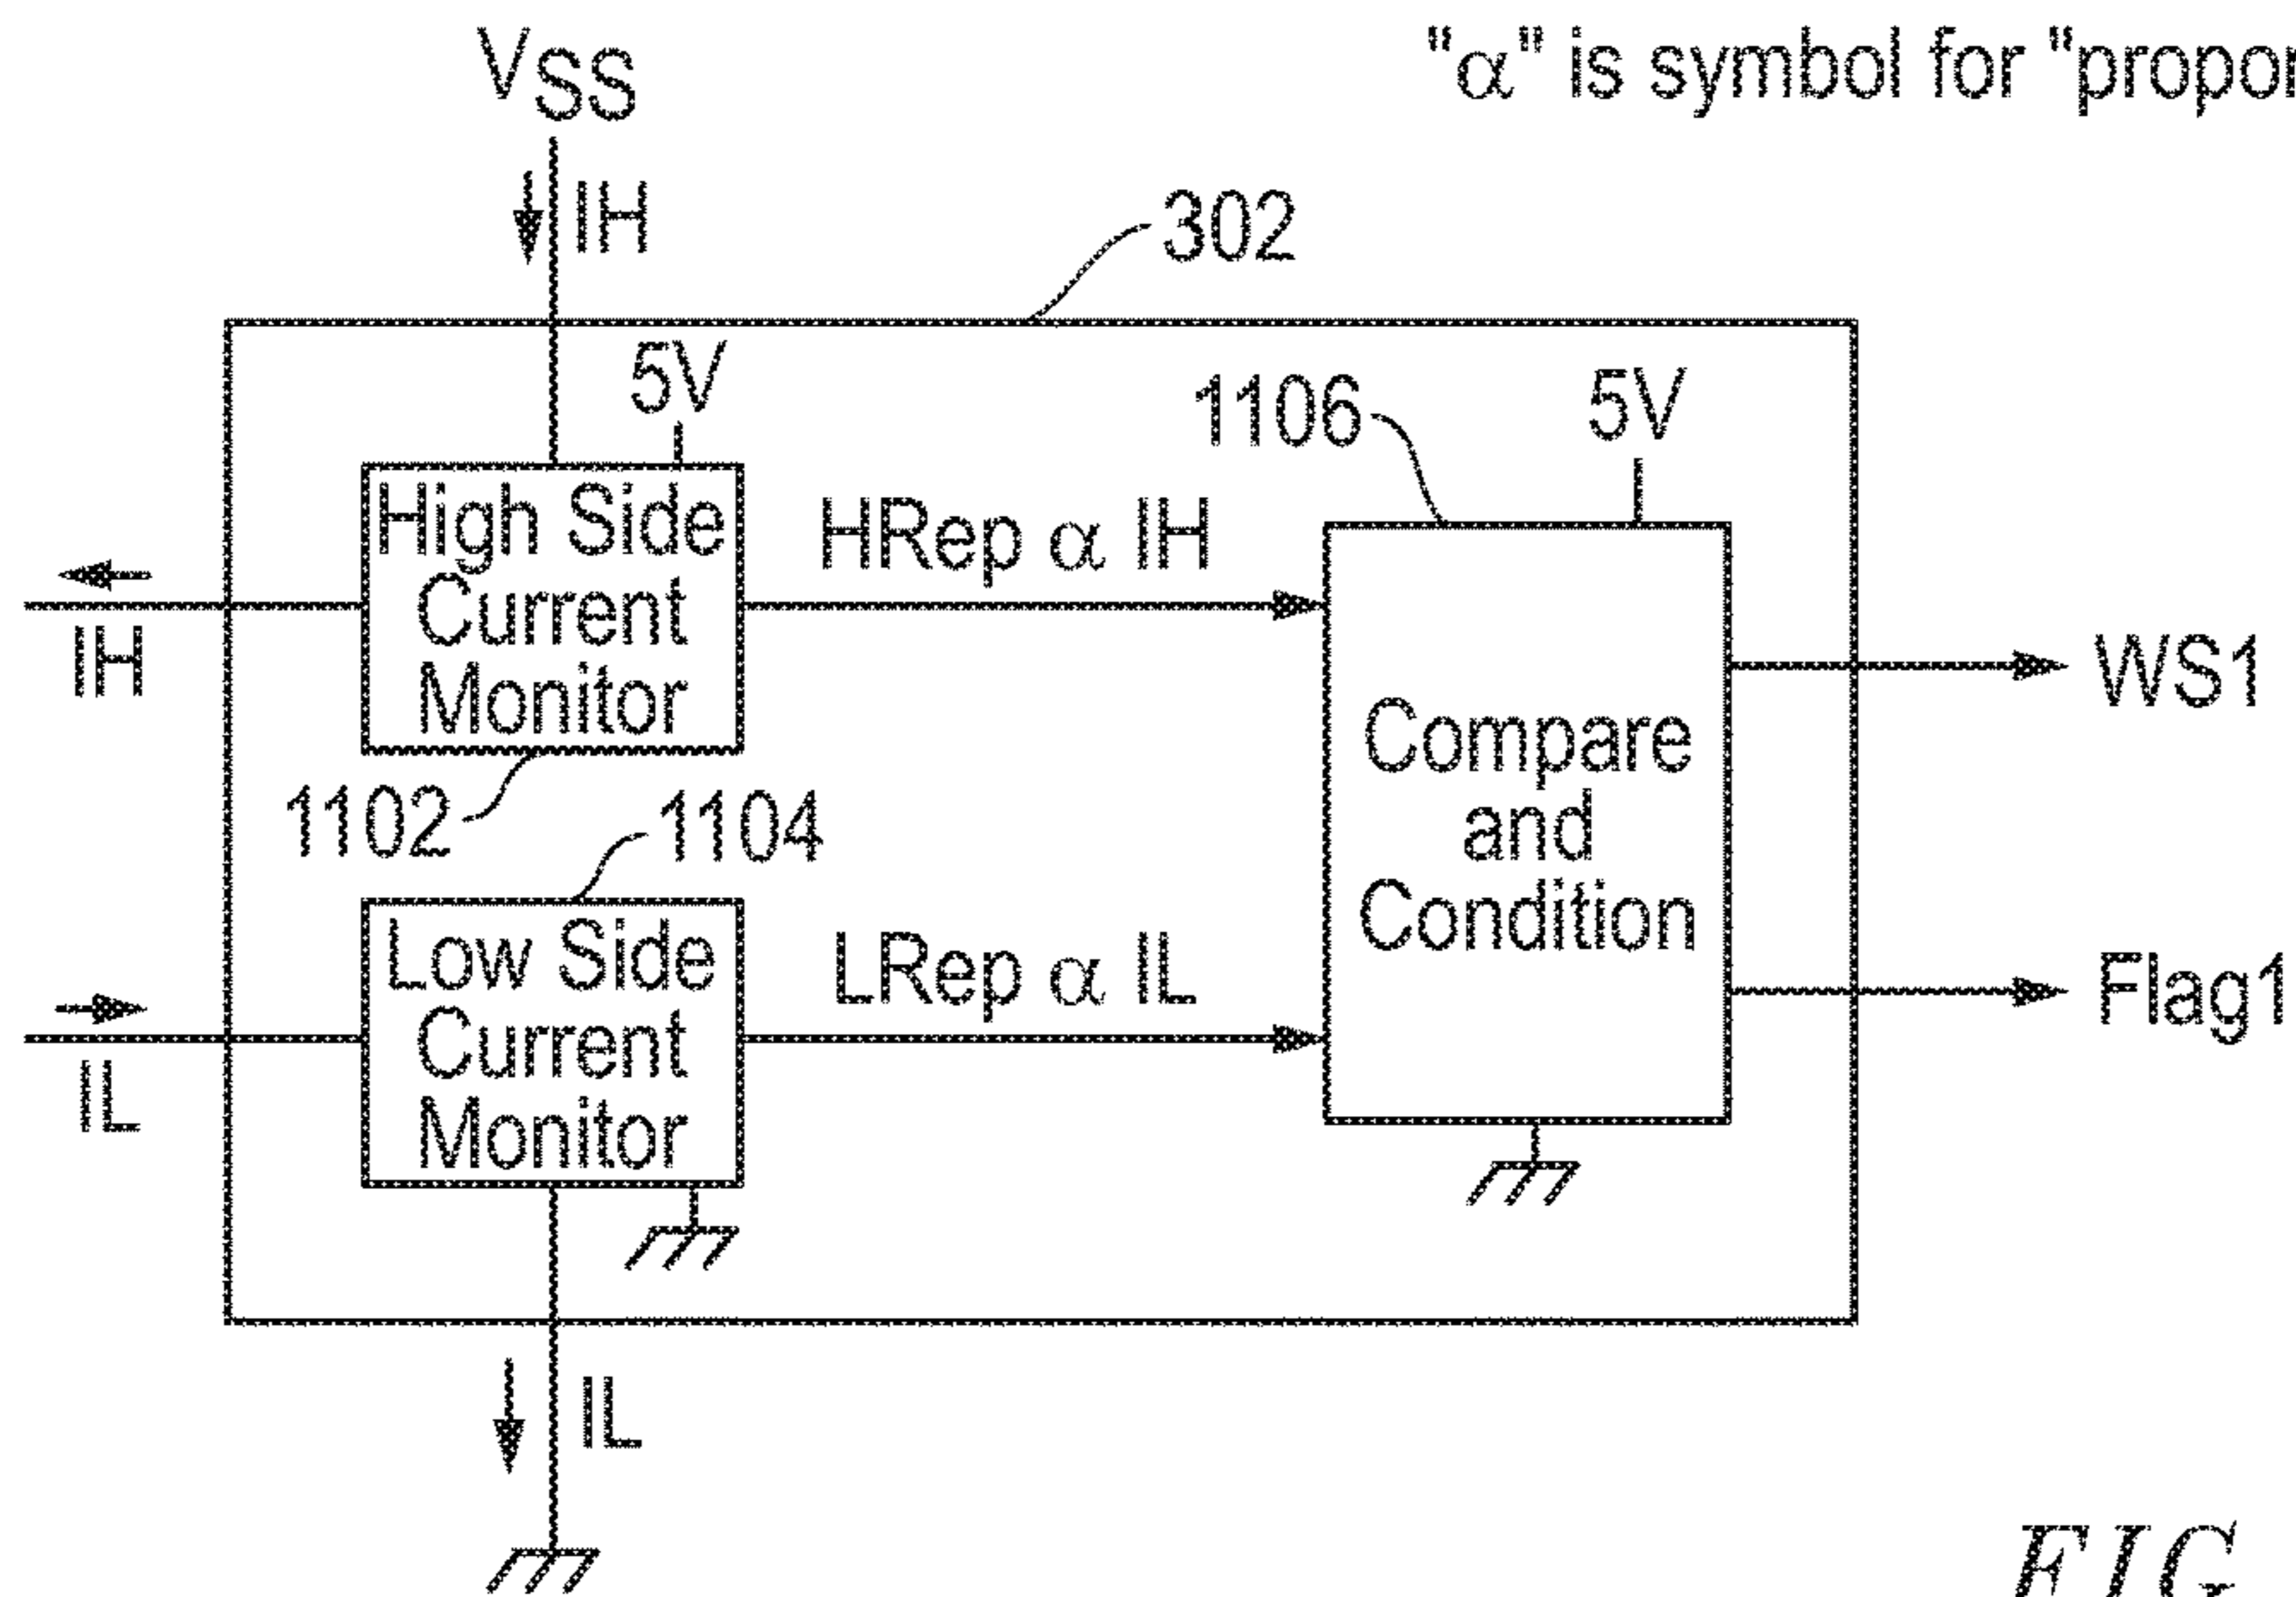 VSS
"α" is symbol for
IH
302
5V
1106
5V
High Side
Current
Monitor
HRep α IH
IH
WS1
Compare
and
Condition
1102
1104
Low Side
Current
Monitor
LRep α IL
Flag1
IL
IL
FIG